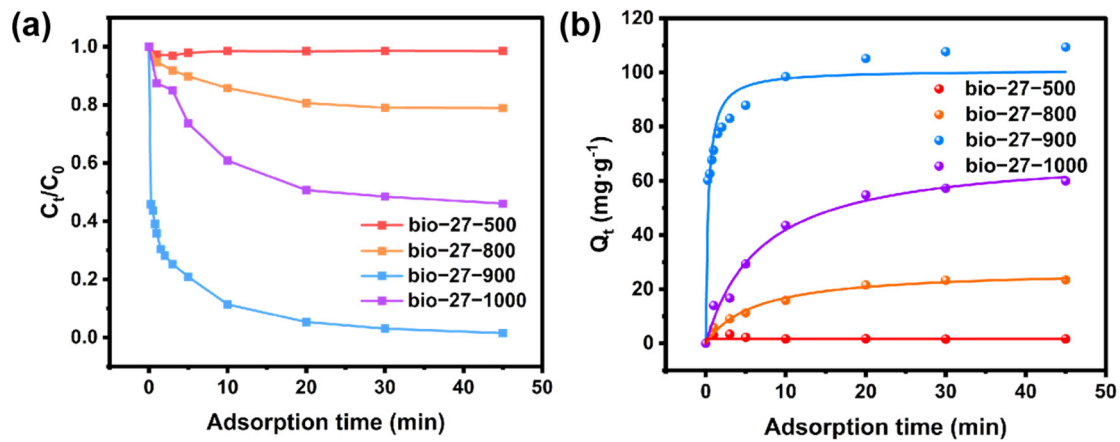 (a)
1.0
0.8
0.6
0.4
0.2
0.0
Cₜ/C₀
bio−27−500
bio−27−800
bio−27−900
bio−27−1000
0 10 20 30 40 50
Adsorption time (min)
(b)
120
100
80
60
40
20
0
Qₜ (mg·g⁻¹)
bio−27−500
bio−27−800
bio−27−900
bio−27−1000
0 10 20 30 40 50
Adsorption time (min)